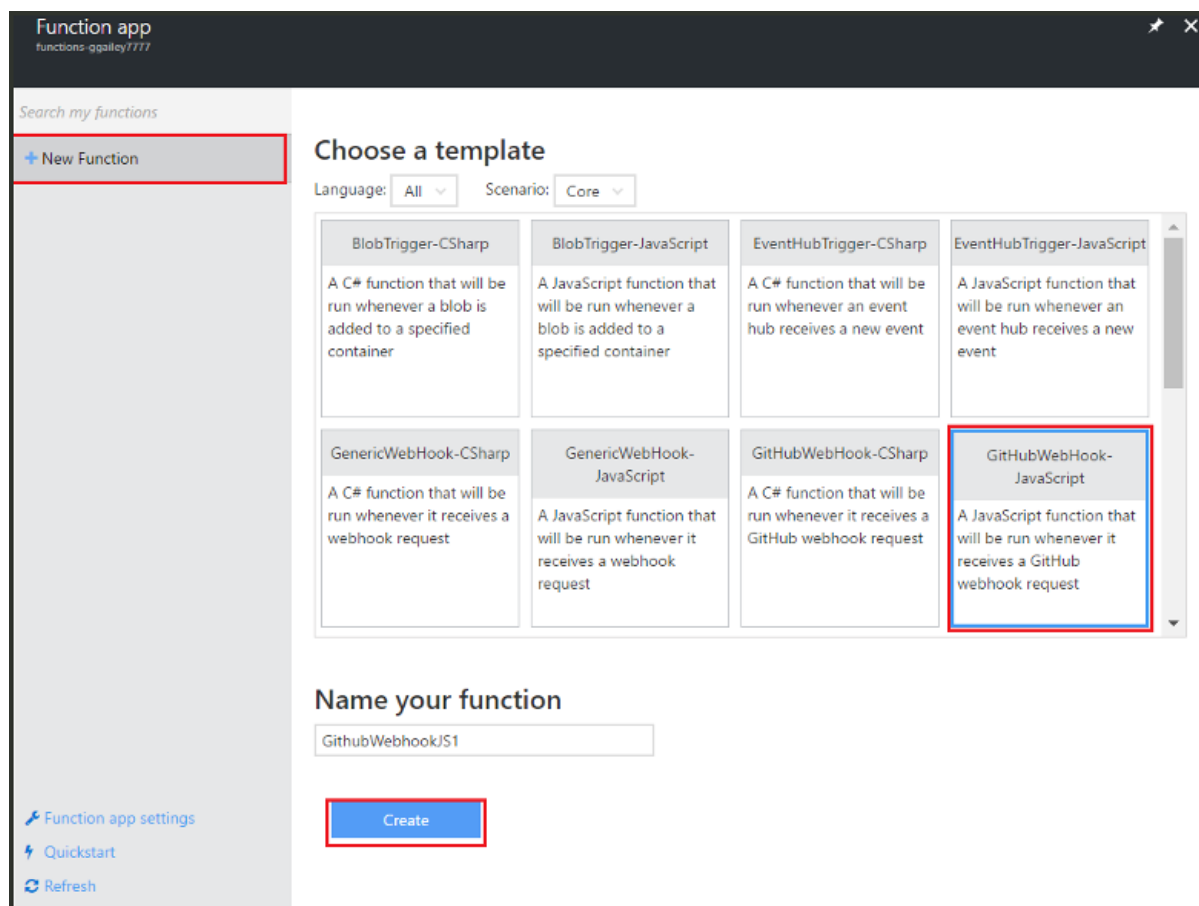 Function app
functions-ggailey7777
Search my functions
New Function
Choose a template
Language: All Scenario: Core
BlobTrigger-CSharp
A C# function that will be
run whenever a blob is
added to a specified
container
BlobTrigger-JavaScript
A JavaScript function that
will be run whenever a
blob is added to a
specified container
EventHubTrigger-CSharp
A C# function that will be
run whenever an event
hub receives a new event
EventHubTrigger-JavaScript
A JavaScript function that
will be run whenever an
event hub receives a new
event
GenericWebHook-CSharp
A C# function that will be
run whenever it receives a
webhook request
GenericWebHook-
JavaScript
A JavaScript function that
will be run whenever it
receives a webhook
request
GitHubWebHook-CSharp
A C# function that will be
run whenever it receives a
GitHub webhook request
GitHubWebHook-
JavaScript
A JavaScript function that
will be run whenever it
receives a GitHub
webhook request
Name your function
GithubWebhookJS1
Create
Function app settings
Quickstart
Refresh